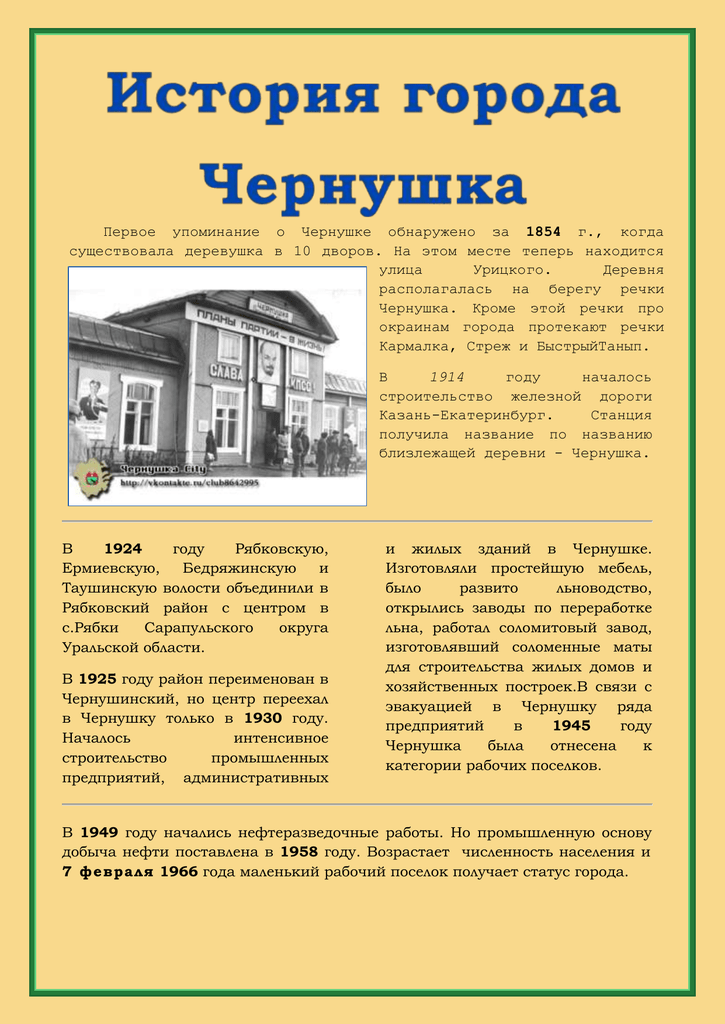 История города
Чернушка
Первое упоминание о Чернушке обнаружено за 1854 г., когда
существовала деревушка в 10 дворов. На этом месте теперь находится
улица Урицкого. Деревня
располагалась на берегу речки
Чернушка. Кроме этой речки про
окраинам города протекают речки
Кармалка, Стреж и БыстрыйТанып.
В 1914 году началось
строительство железной дороги
Казань-Екатеринбург. Станция
получила название по названию
близлежащей деревни - Чернушка.
ЧЕРНУШКА
ПЛАНЫ ПАРТИИ - В ЖИЗНЬ!
СЛАВА
КПСС
Чернушка City
http://vkontakte.ru/club8642995
В 1924 году Рябковскую,
Ермиевскую, Бедряжинскую и
Таушинскую волости объединили в
Рябковский район с центром в
с.Рябки Сарапульского округа
Уральской области.
В 1925 году район переименован в
Чернушинский, но центр переехал
в Чернушку только в 1930 году.
Началось интенсивное
строительство промышленных
предприятий, административных
и жилых зданий в Чернушке.
Изготовляли простейшую мебель,
было развито льноводство,
открылись заводы по переработке
льна, работал соломитовый завод,
изготовлявший соломенные маты
для строительства жилых домов и
хозяйственных построек.В связи с
эвакуацией в Чернушку ряда
предприятий в 1945 году
Чернушка была отнесена к
категории рабочих поселков.
В 1949 году начались нефтеразведочные работы. Но промышленную основу
добыча нефти поставлена в 1958 году. Возрастает численность населения и
7 февраля 1966 года маленький рабочий поселок получает статус города.